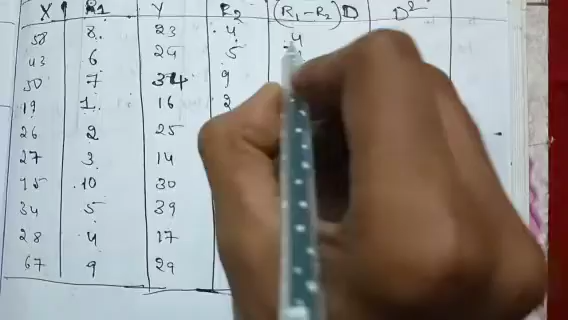 X R1 Y R2 (R1-R2) D D²
58 8. 23 4 4
43 6 24 5
50 7 34 9
19 1. 16 2
26 2 25
27 3. 14
75 10 30
34 5 39
28 4 17
67 9 29